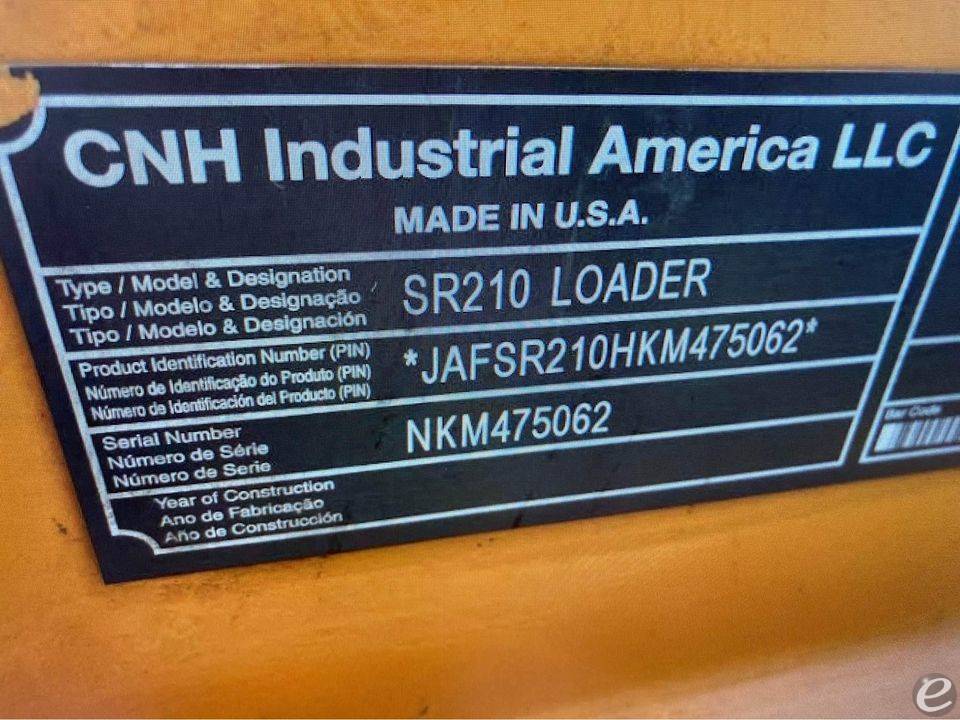 CNH Industrial America LLC
MADE IN U.S.A.
Type / Model & Designation
Tipo / Modelo & Designação
Tipo / Modelo & Designación
SR210 LOADER
Product Identification Number (PIN)
Número de Identificação do Produto (PIN)
Número de Identificación del Producto (PIN)
*JAFSR210HKM475062*
Serial Number
Número de Série
Número de Serie
NKM475062
Year of Construction
Ano de Fabricação
Año de Construcción
Bar Code
e